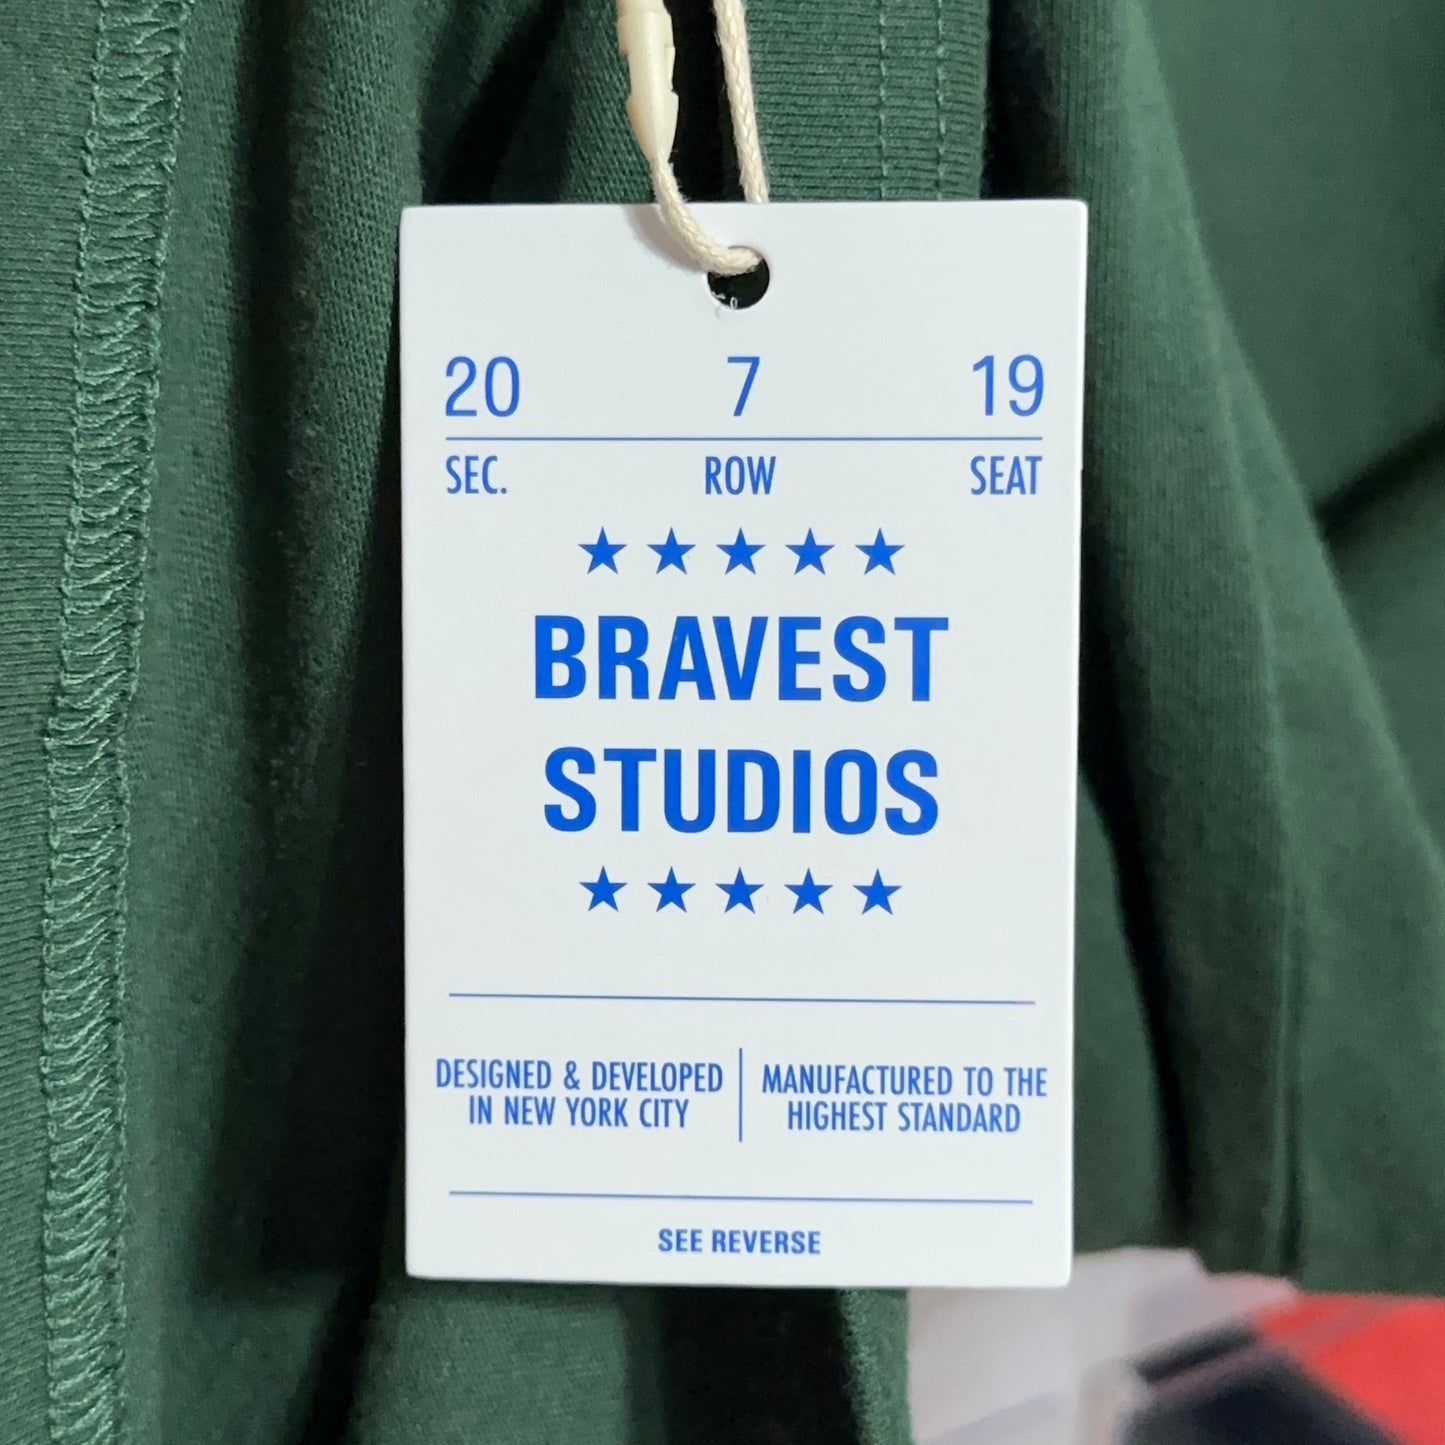 20 7 19
SEC. ROW SEAT
★★★★★
BRAVEST
STUDIOS
★★★★★
DESIGNED & DEVELOPED
IN NEW YORK CITY
MANUFACTURED TO THE
HIGHEST STANDARD
SEE REVERSE